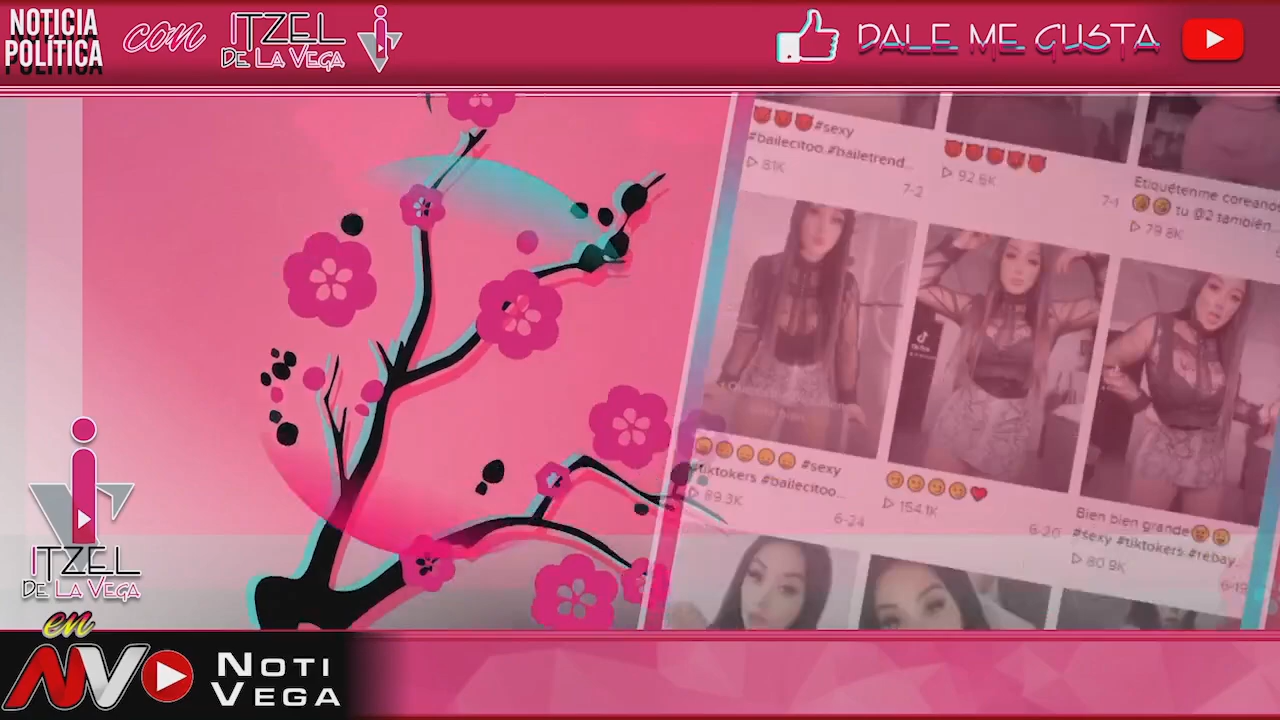 NOTICIA
POLÍTICA
con
ITZEL
DE LA VEGA
DALE ME GUSTA
#sexy
#bailecitoo #bailetrend...
81K
7-2
92.6K
7-1
Etiquétenme coreanos
tu @2 también
79.8K
#sexy
#tiktokers #bailecitoo...
89.3K
6-24
154.1K
6-20
Bien bien grande
#sexy #tiktokers #rebay...
80.9K
6-19
ITZEL
DE LA VEGA
en
NV
NOTI
VEGA